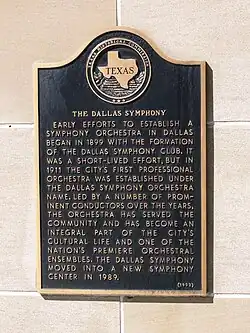 TEXAS HISTORICAL COMMISSION
TEXAS
THE DALLAS SYMPHONY
EARLY EFFORTS TO ESTABLISH A
SYMPHONY ORCHESTRA IN DALLAS
BEGAN IN 1899 WITH THE FORMATION
OF THE DALLAS SYMPHONY CLUB. IT
WAS A SHORT-LIVED EFFORT, BUT IN
1911 THE CITY'S FIRST PROFESSIONAL
ORCHESTRA WAS ESTABLISHED UNDER
THE DALLAS SYMPHONY ORCHESTRA
NAME. LED BY A NUMBER OF PROM-
INENT CONDUCTORS OVER THE YEARS,
THE ORCHESTRA HAS SERVED THE
COMMUNITY AND HAS BECOME AN
INTEGRAL PART OF THE CITY'S
CULTURAL LIFE AND ONE OF THE
NATION'S PREMIERE ORCHESTRAL
ENSEMBLES. THE DALLAS SYMPHONY
MOVED INTO A NEW SYMPHONY
CENTER IN 1989.